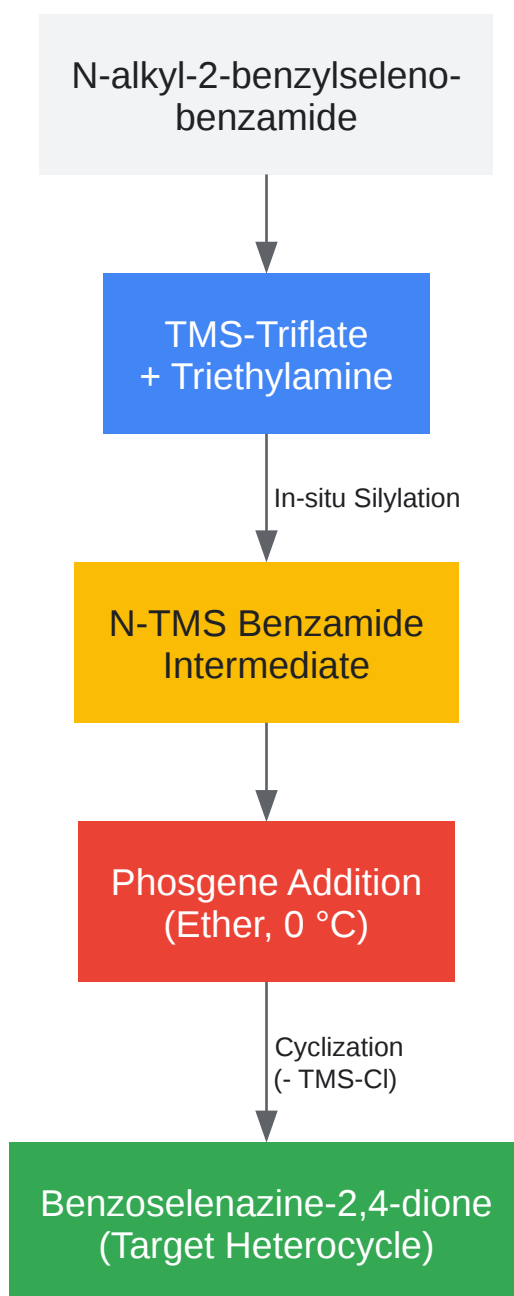 N-alkyl-2-benzylseleno-
benzamide
TMS-Triflate
+ Triethylamine
In-situ Silylation
N-TMS Benzamide
Intermediate
Phosgene Addition
(Ether, 0 °C)
Cyclization
(- TMS-Cl)
Benzoselenazine-2,4-dione
(Target Heterocycle)